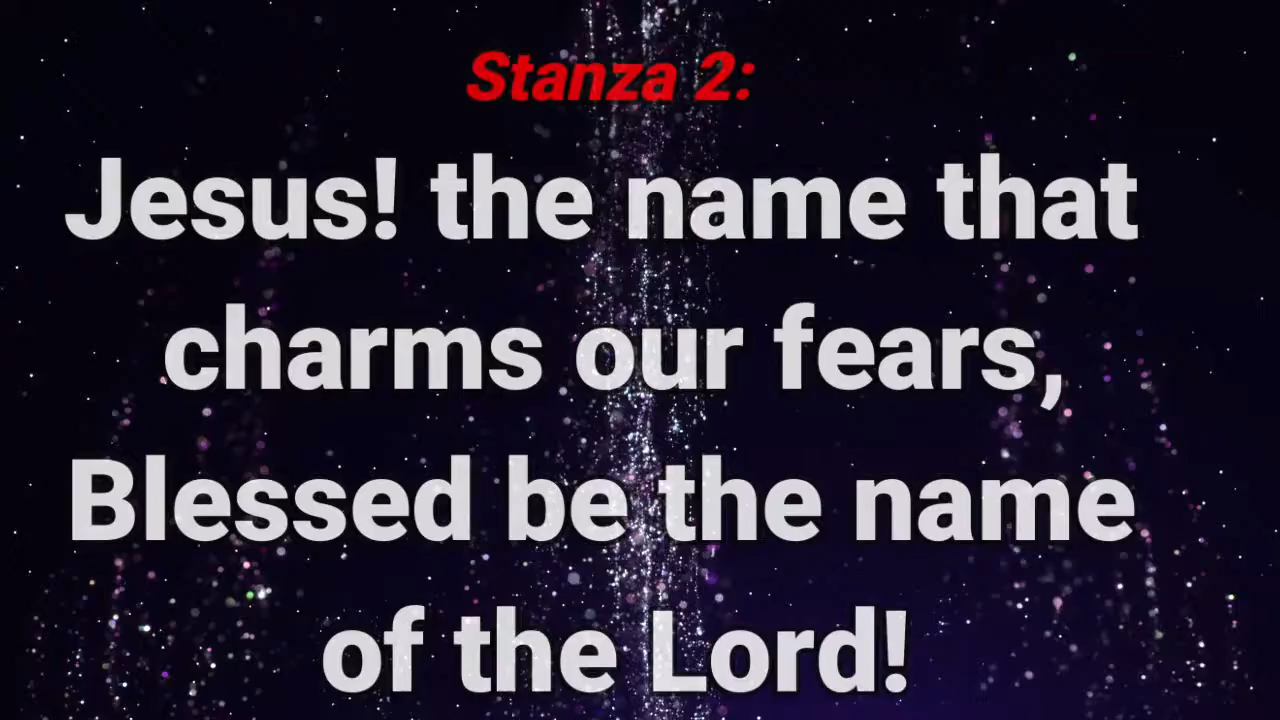 Stanza 2:
Jesus! the name that
charms our fears,
Blessed be the name
of the Lord!